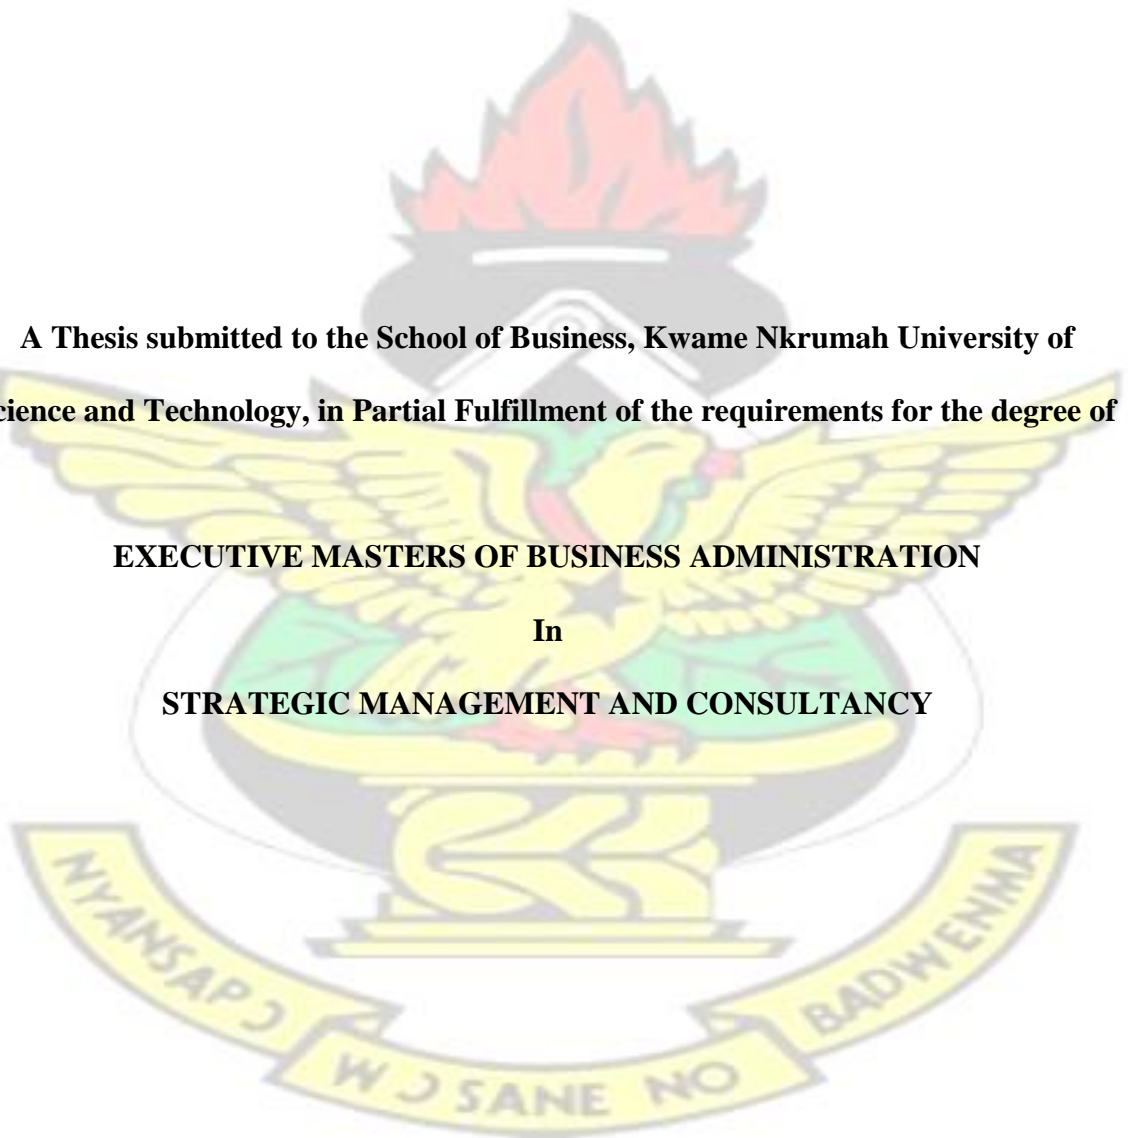 A Thesis submitted to the School of Business, Kwame Nkrumah University of
cience and Technology, in Partial Fulfillment of the requirements for the degree of
EXECUTIVE MASTERS OF BUSINESS ADMINISTRATION
In
STRATEGIC MANAGEMENT AND CONSULTANCY
NYANSAPƆ WƆSANE NO BADWENMA